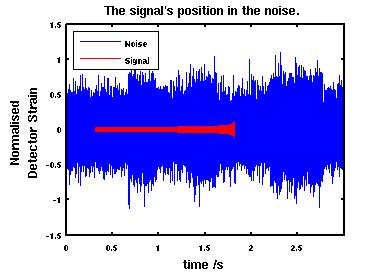 The signal's position in the noise.
1.5
Noise
Signal
1
0.5
0
-0.5
-1
-1.5
Normalised
Detector Strain
0 0.5 1 1.5 2 2.5
time /s